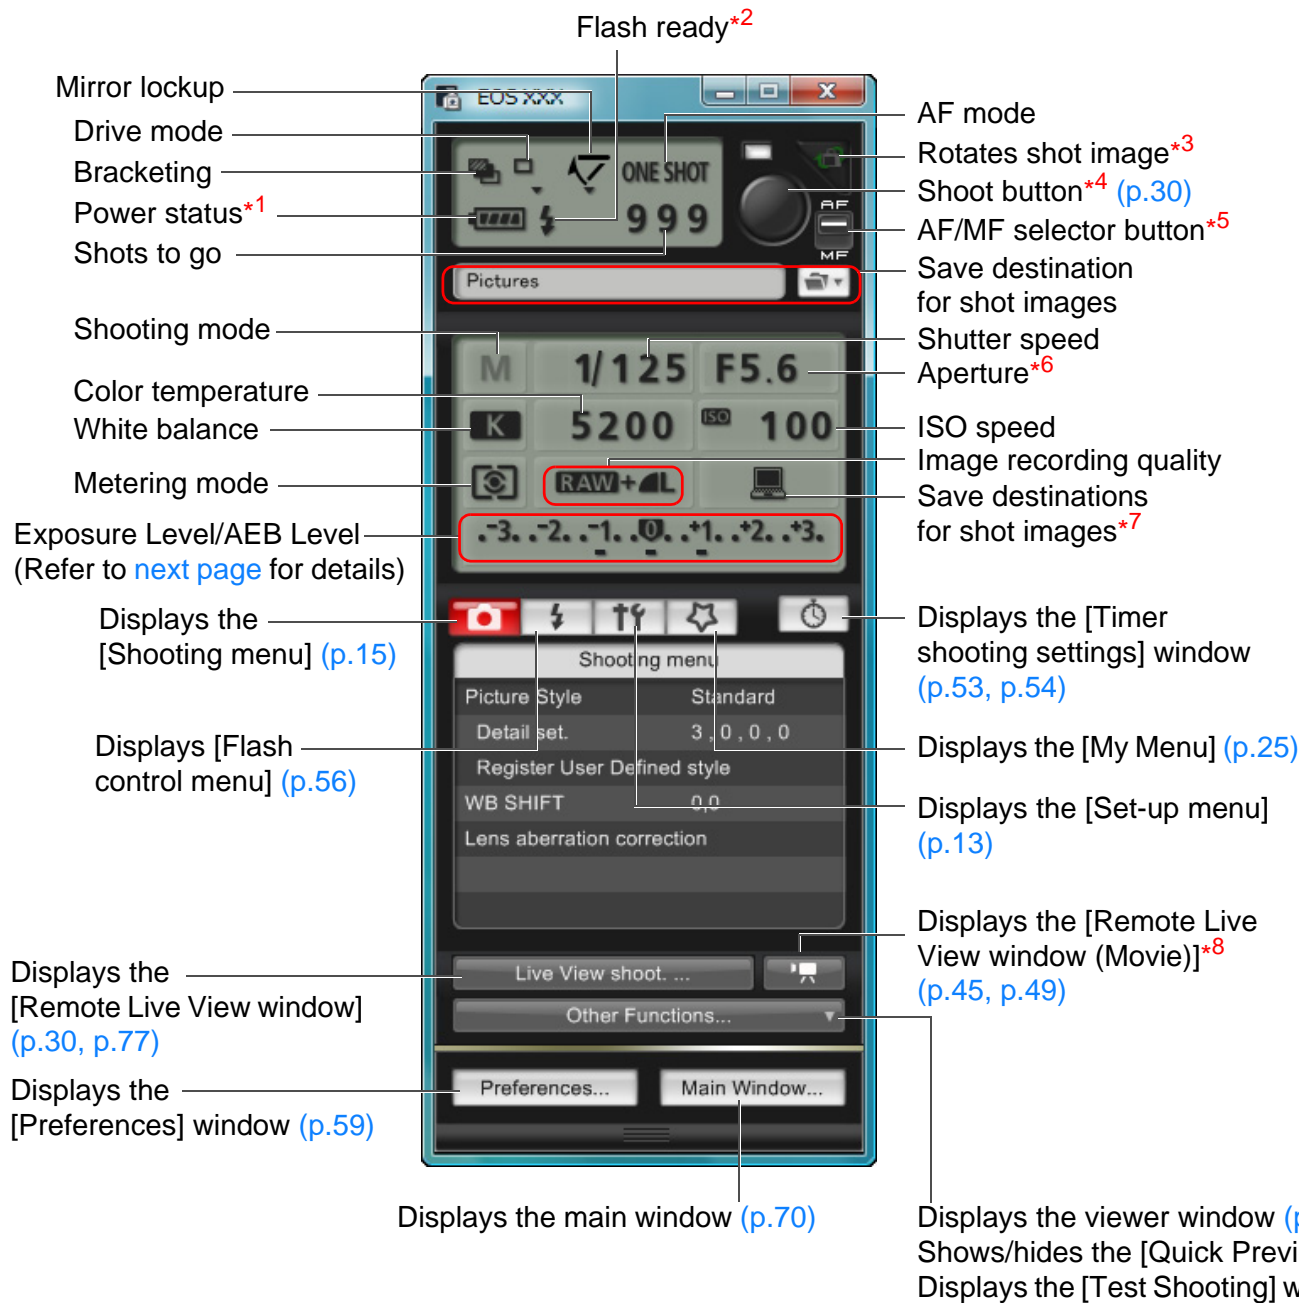 Flash ready*2
Mirror lockup
Drive mode
Bracketing
Power status*1
Shots to go
EOS XXX
ONE SHOT
999
AF
MF
Pictures
AF mode
Rotates shot image*3
Shoot button*4 (p.30)
AF/MF selector button*5
Save destination
for shot images
Shutter speed
Aperture*6
Shooting mode
Color temperature
White balance
Metering mode
Exposure Level/AEB Level
(Refer to next page for details)
M 1/125 F5.6
K 5200 ISO 100
RAW+L
.-3. .-2. .-1. .0. .+1. .+2. .+3.
ISO speed
Image recording quality
Save destinations
for shot images*7
Displays the
[Shooting menu] (p.15)
Displays [Flash
control menu] (p.56)
Shooting menu
Picture Style Standard
Detail set. 3 , 0 , 0 , 0
Register User Defined style
WB SHIFT 0,0
Lens aberration correction
Displays the [Timer
shooting settings] window
(p.53, p.54)
Displays the [My Menu] (p.25)
Displays the [Set-up menu]
(p.13)
Displays the [Remote Live
View window (Movie)]*8
(p.45, p.49)
Displays the
[Remote Live View window]
(p.30, p.77)
Displays the
[Preferences] window (p.59)
Live View shoot. ...
Other Functions...
Preferences... Main Window...
Displays the main window (p.70)
Displays the viewer window (p
Shows/hides the [Quick Previ
Displays the [Test Shooting] w